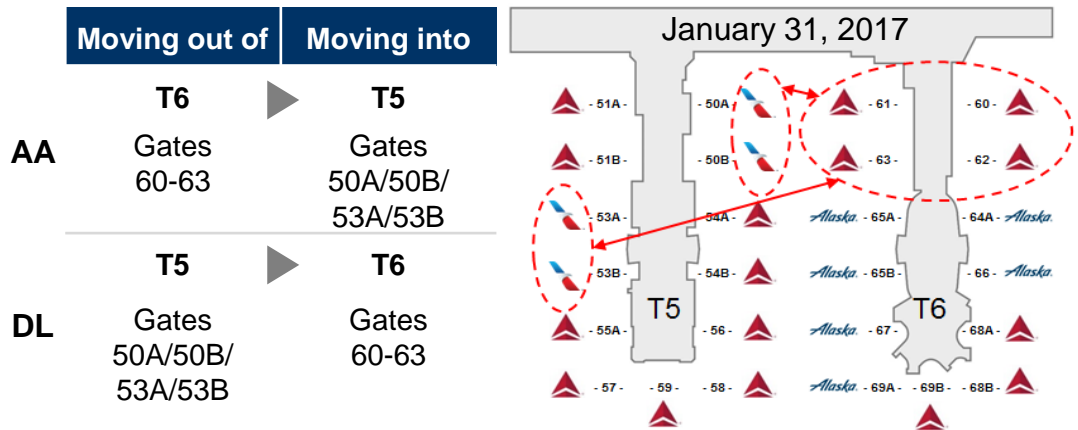 Moving out of Moving into
T6 T5
AA
Gates
60-63
Gates
50A/50B/
53A/53B
T5 T6
DL
Gates
50A/50B/
53A/53B
Gates
60-63
January 31, 2017
- 51A - 50A - - 61 - - 60 -
- 51B - 50B - - 63 - - 62 -
- 53A - 54A - Alaska. - 65A - - 64A - Alaska.
- 53B - 54B - Alaska. - 65B - - 66 - Alaska.
T5 T6
- 55A - - 56 - Alaska. - 67 - - 68A -
- 57 - - 59 - - 58 - Alaska. - 69A - - 69B - - 68B -